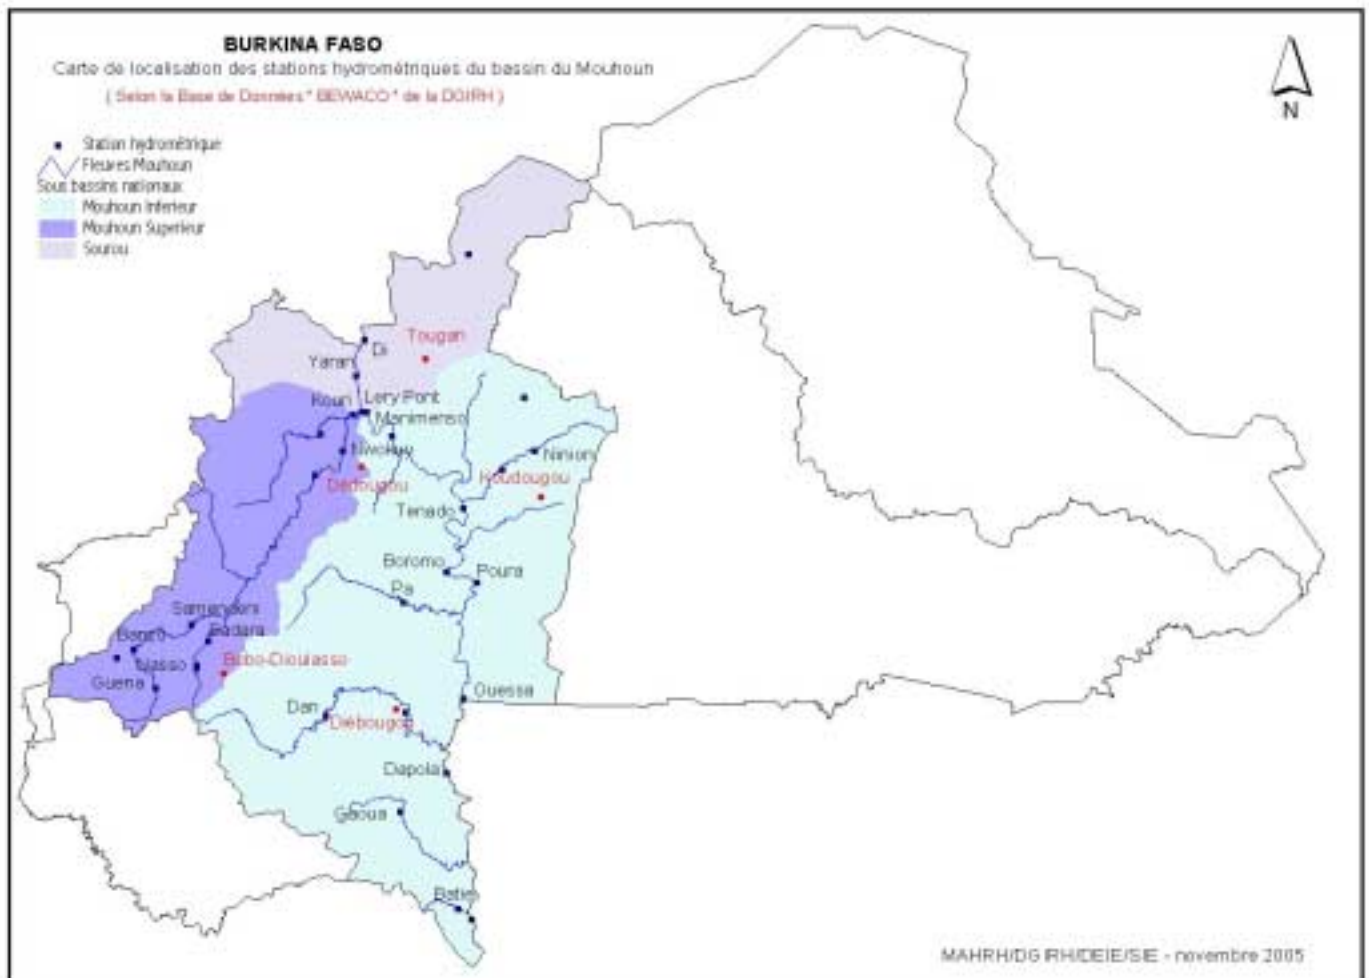 BURKINA FASO
Carte de localisation des stations hydrométriques du bassin du Mouhoun
( Selon la Base de Données " BEWACO " de la DGIRH )
Station hydrométrique
Fleuves Mouhoun
Sous bassins nationaux
Mouhoun Inferieur
Mouhoun Superieur
Sourou
N
Tougan
Di
Yaran
Kouri
Lery Pont
Manimenso
Nwokuy
Ninion
Dédougou
Koudougou
Tenado
Boromo
Poura
Pa
Samendeni
Badara
Banzo
Nasso
Bobo-Dioulasso
Guena
Ouessa
Dan
Diébougou
Dapola
Gaoua
Batie
MAHRH/DGIRH/DEIE/SIE - novembre 2005